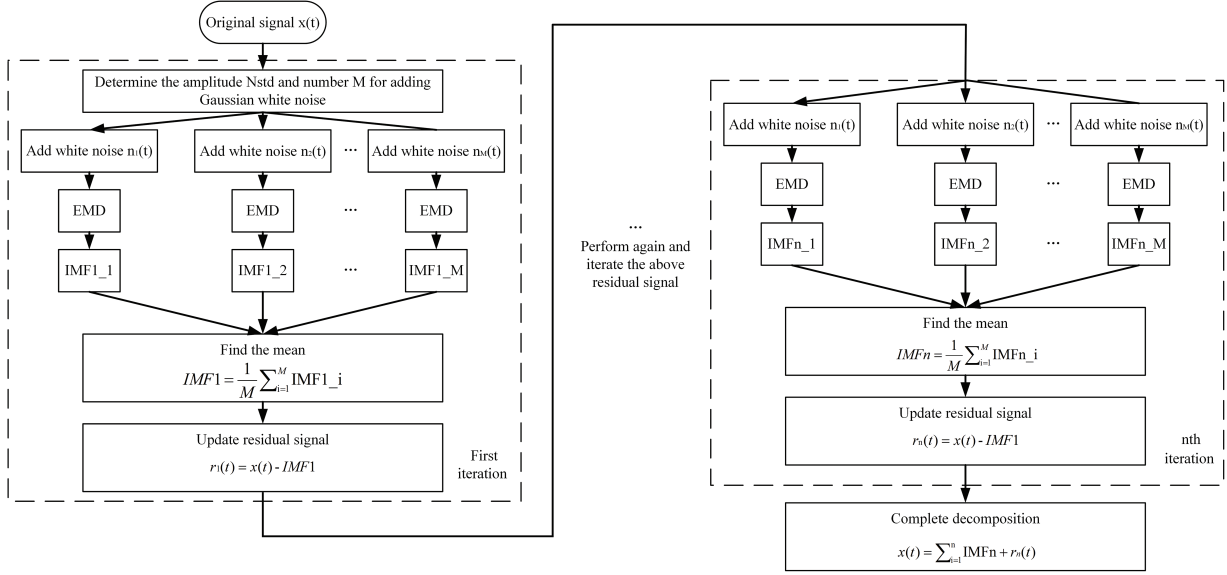 Original signal x(t)
Determine the amplitude Nstd and number M for adding
Gaussian white noise
Add white noise n₁(t)
Add white noise n₂(t)
...
Add white noise nM(t)
EMD
EMD
...
EMD
IMF1_1
IMF1_2
...
IMF1_M
Find the mean
IMF1 = 1/M ∑ᵢ₌₁ᴹ IMF1_i
Update residual signal
r₁(t) = x(t) - IMF1
First
iteration
...
Perform again and
iterate the above
residual signal
Add white noise n₁(t)
Add white noise n₂(t)
...
Add white noise nM(t)
EMD
EMD
...
EMD
IMFn_1
IMFn_2
...
IMFn_M
Find the mean
IMFn = 1/M ∑ᵢ₌₁ᴹ IMFn_i
Update residual signal
rₙ(t) = x(t) - IMF1
nth
iteration
Complete decomposition
x(t) = ∑ᵢ₌₁ⁿ IMFn + rₙ(t)